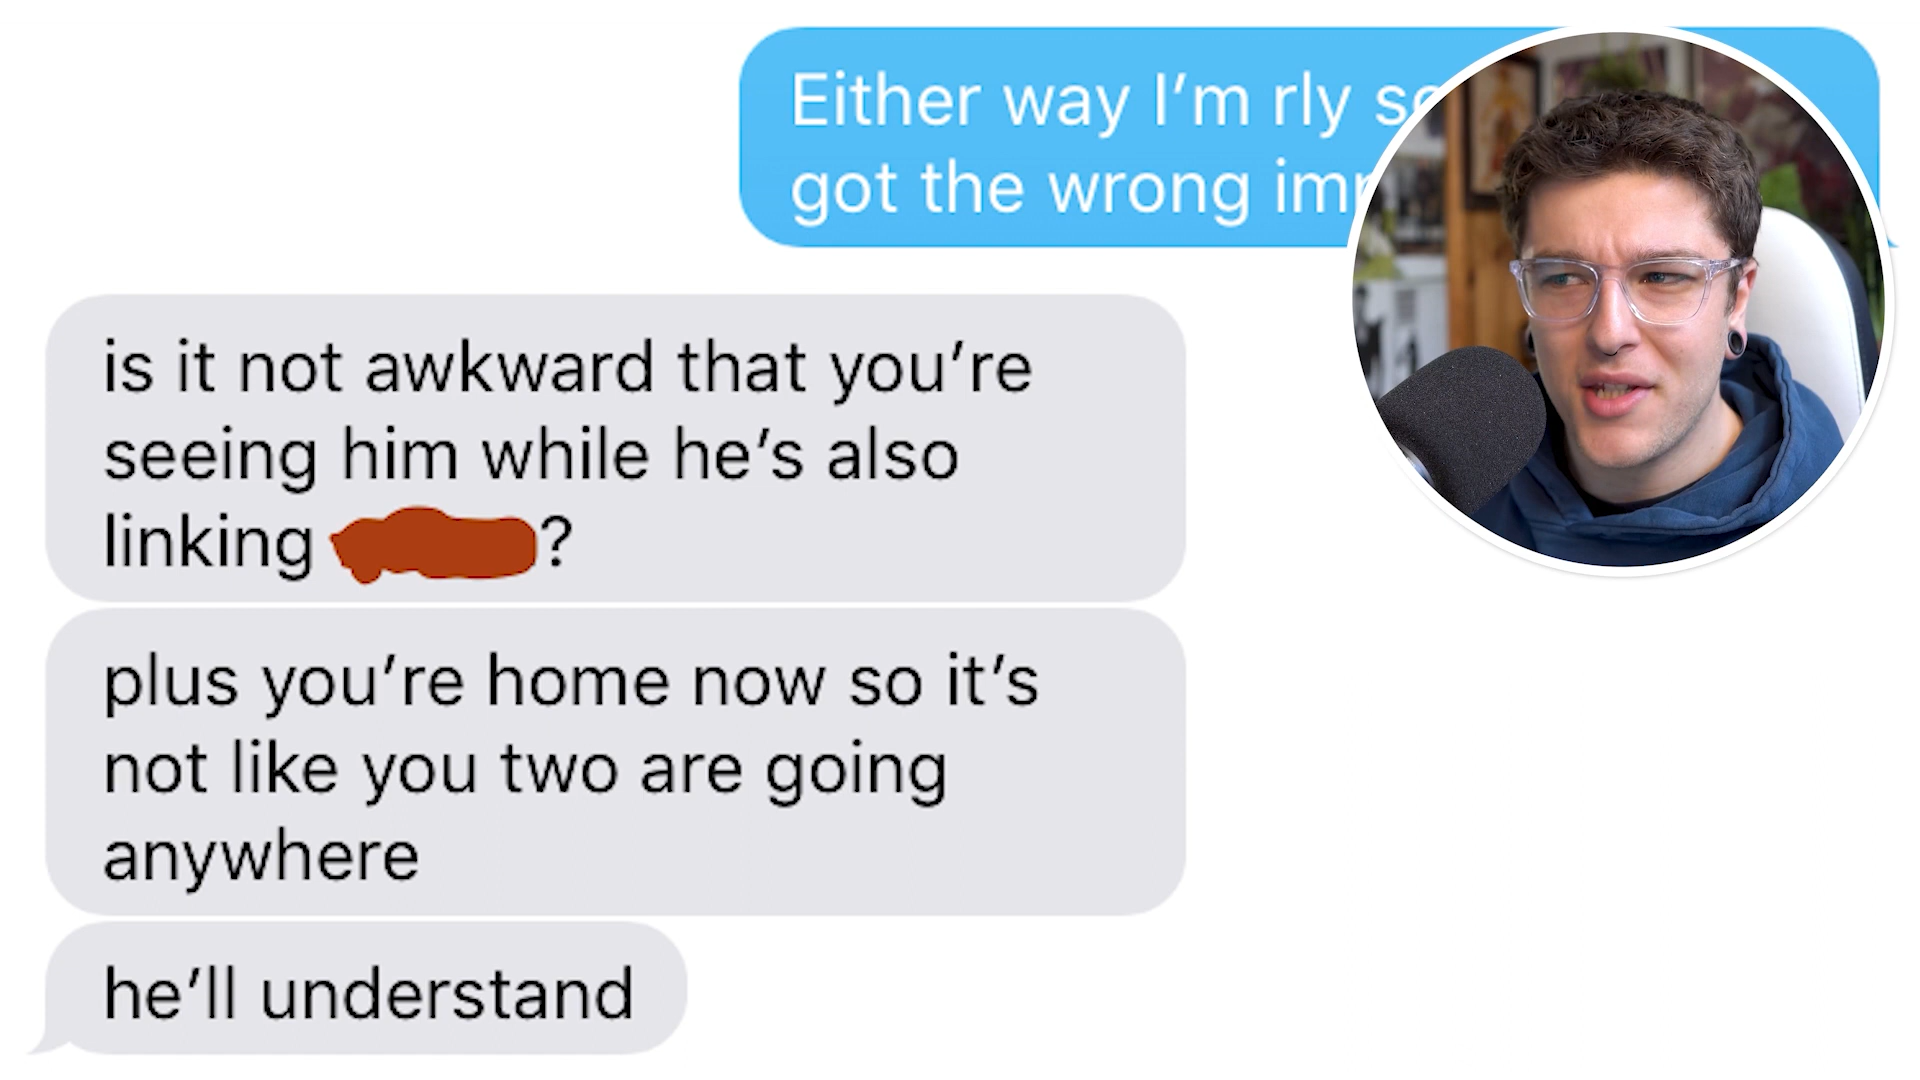 Either way I'm rly
got the wrong
is it not awkward that you're
seeing him while he's also
linking ?
plus you're home now so it's
not like you two are going
anywhere
he'll understand